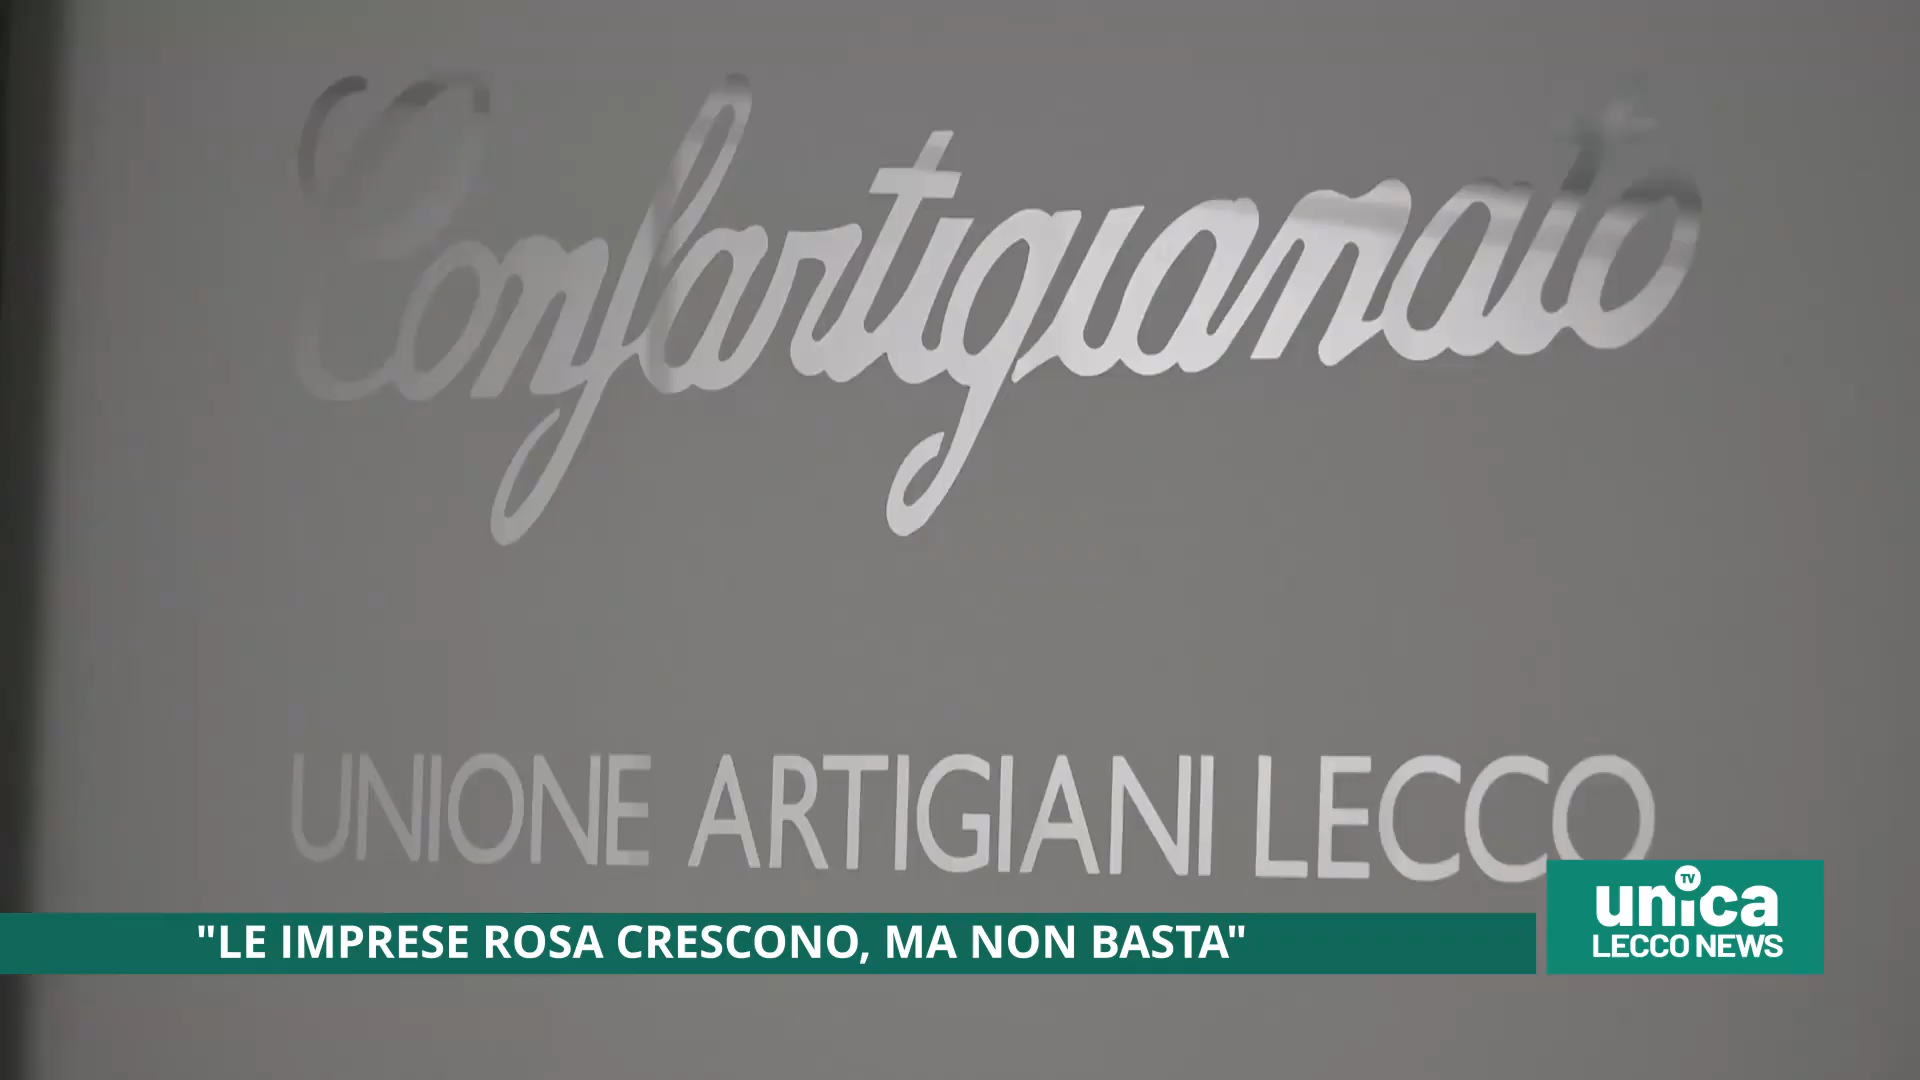 Confartigianato
UNIONE ARTIGIANI LECCO
"LE IMPRESE ROSA CRESCONO, MA NON BASTA"
unica TV
LECCO NEWS